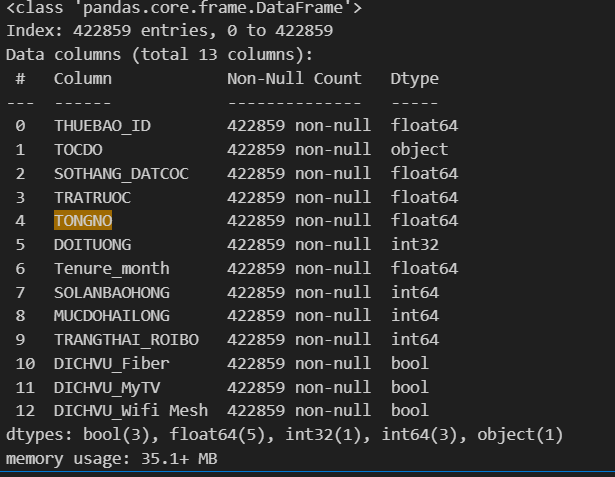 <class 'pandas.core.frame.DataFrame'>
Index: 422859 entries, 0 to 422859
Data columns (total 13 columns):
 #   Column           Non-Null Count   Dtype
---  ------           --------------   -----
 0   THUEBAO_ID       422859 non-null  float64
 1   TOCDO            422859 non-null  object
 2   SOTHANG_DATCOC   422859 non-null  float64
 3   TRATRUOC         422859 non-null  float64
 4   TONGNO           422859 non-null  float64
 5   DOITUONG         422859 non-null  int32
 6   Tenure_month     422859 non-null  float64
 7   SOLANBAOHONG     422859 non-null  int64
 8   MUCDOHAILONG     422859 non-null  int64
 9   TRANGTHAI_ROIBO  422859 non-null  int64
 10  DICHVU_Fiber     422859 non-null  bool
 11  DICHVU_MyTV      422859 non-null  bool
 12  DICHVU_Wifi Mesh 422859 non-null  bool
dtypes: bool(3), float64(5), int32(1), int64(3), object(1)
memory usage: 35.1+ MB